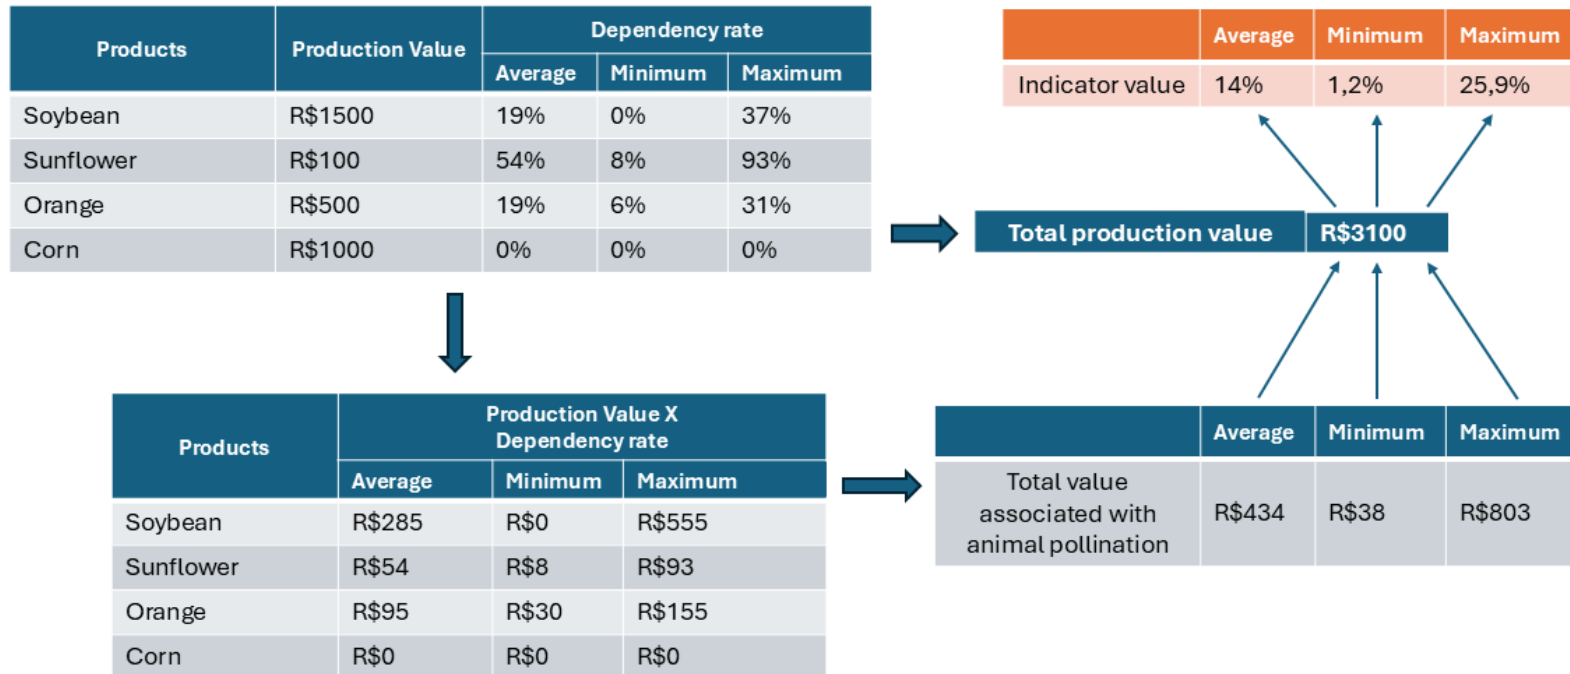 Products Production Value Dependency rate
Average Minimum Maximum
Soybean R$1500 19% 0% 37%
Sunflower R$100 54% 8% 93%
Orange R$500 19% 6% 31%
Corn R$1000 0% 0% 0%
Average Minimum Maximum
Indicator value 14% 1,2% 25,9%
Total production value R$3100
Products Production Value X
Dependency rate
Average Minimum Maximum
Soybean R$285 R$0 R$555
Sunflower R$54 R$8 R$93
Orange R$95 R$30 R$155
Corn R$0 R$0 R$0
Average Minimum Maximum
Total value
associated with
animal pollination
R$434 R$38 R$803